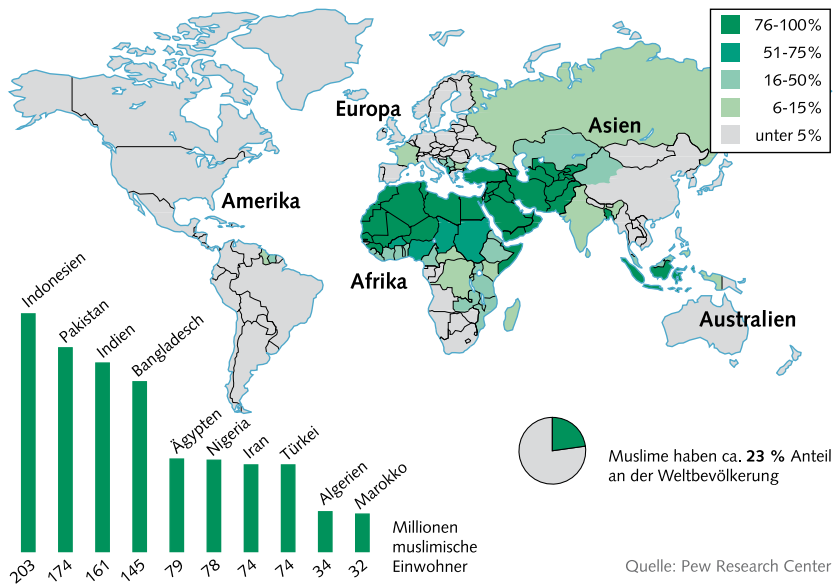 76-100%
51-75%
16-50%
6-15%
unter 5%
Europa
Asien
Amerika
Afrika
Australien
Indonesien
Pakistan
Indien
Bangladesch
Ägypten
Nigeria
Iran
Türkei
Algerien
Marokko
203 174 161 145 79 78 74 74 34 32
Millionen
muslimische
Einwohner
Muslime haben ca. 23 % Anteil
an der Weltbevölkerung
Quelle: Pew Research Center